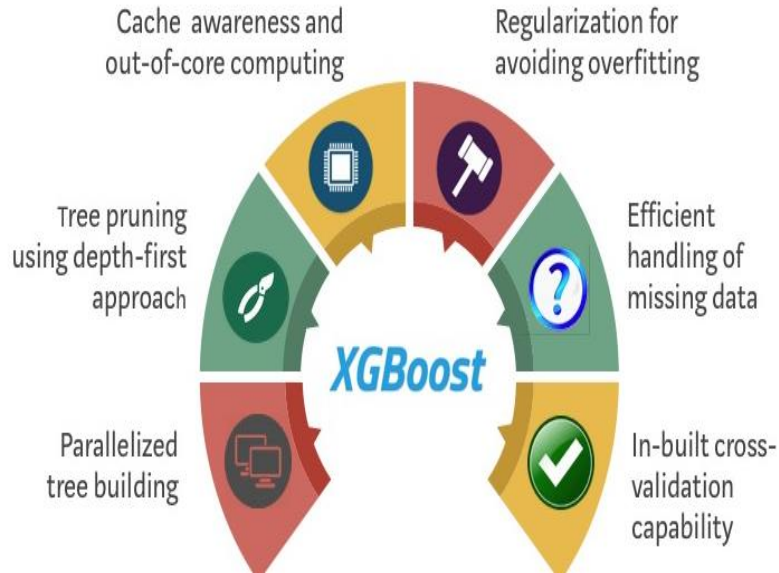 Cache awareness and
out-of-core computing
Regularization for
avoiding overfitting
Tree pruning
using depth-first
approach
Efficient
handling of
missing data
XGBoost
Parallelized
tree building
In-built cross-
validation
capability